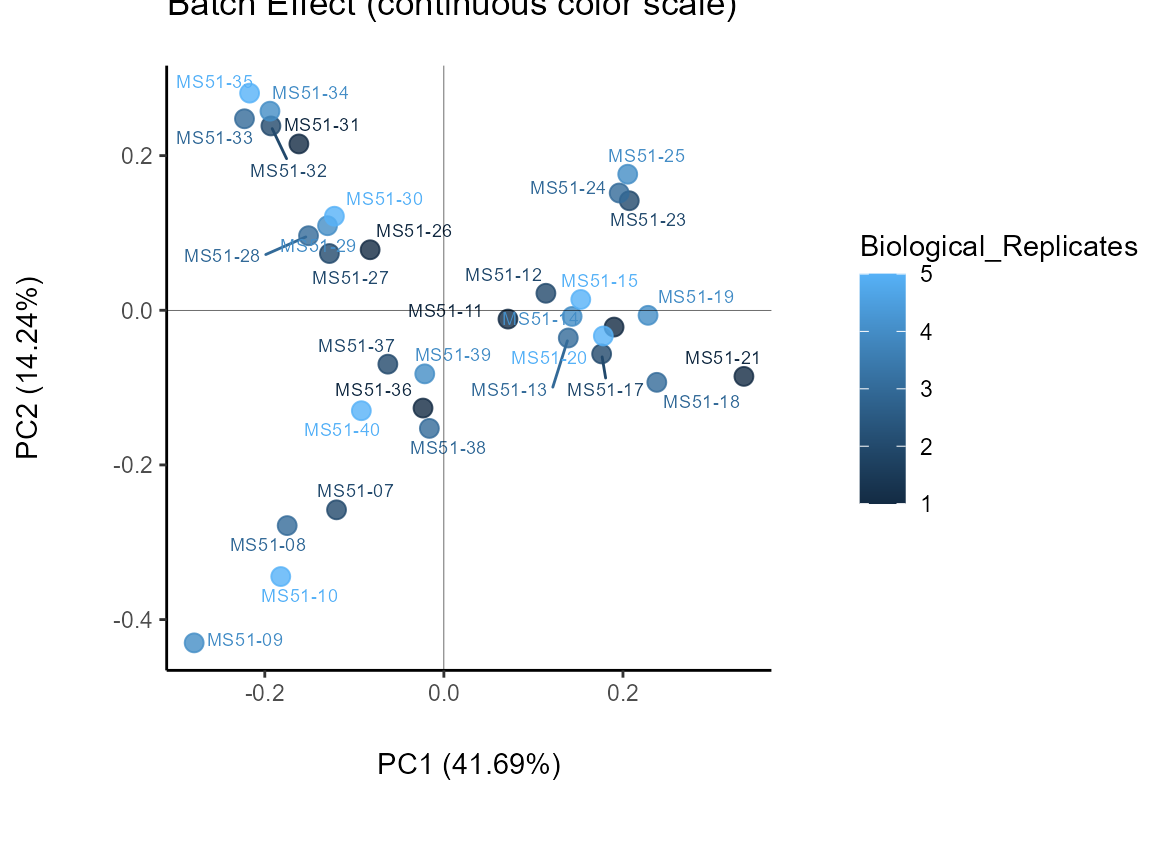 Batch Effect (continuous color scale)
MS51-35
MS51-34
MS51-33
MS51-31
MS51-32
MS51-25
MS51-24
MS51-23
MS51-30
MS51-26
MS51-28
MS51-29
MS51-27
MS51-12
MS51-15
MS51-19
MS51-11
MS51-14
MS51-37
MS51-39
MS51-20
MS51-21
MS51-36
MS51-13
MS51-17
MS51-18
MS51-40
MS51-38
MS51-07
MS51-08
MS51-10
MS51-09
0.2
0.0
-0.2
-0.4
-0.2
0.0
0.2
PC1 (41.69%)
PC2 (14.24%)
Biological_Replicates
5
4
3
2
1